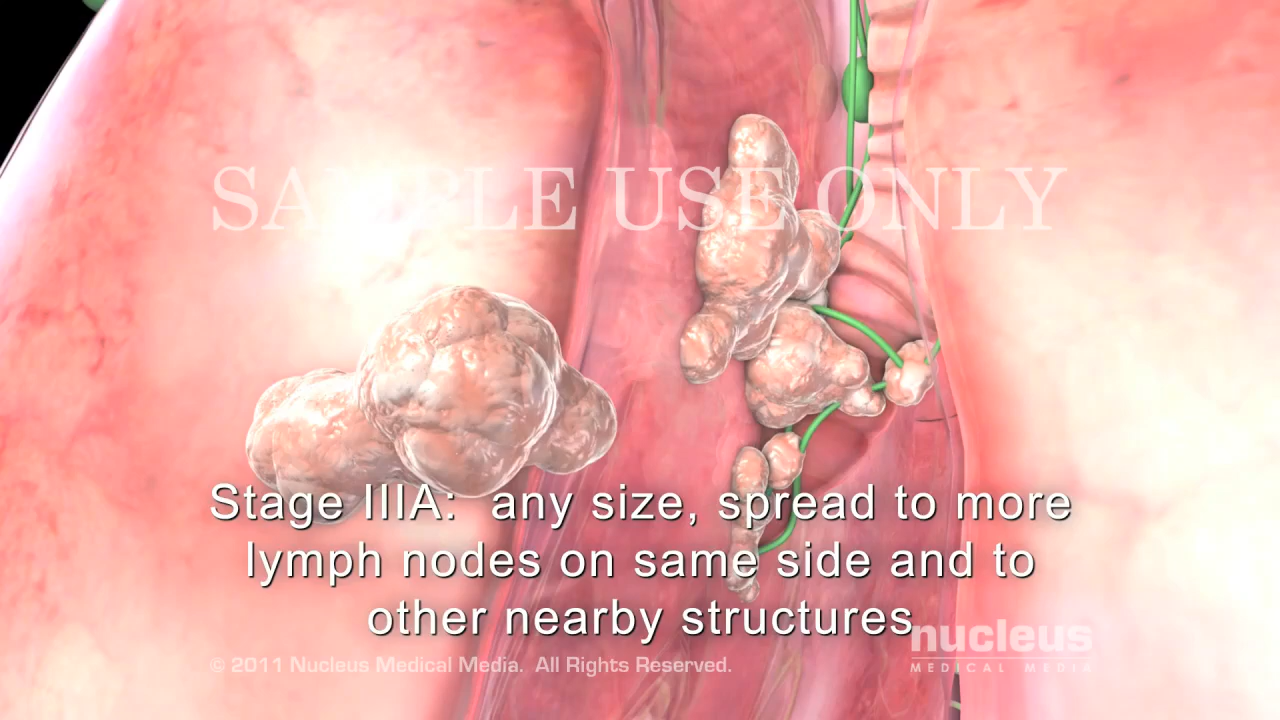 SAMPLE USE ONLY
Stage IIIA:  any size, spread to more
lymph nodes on same side and to
other nearby structures
nucleus
MEDICAL MEDIA
© 2011 Nucleus Medical Media.  All Rights Reserved.